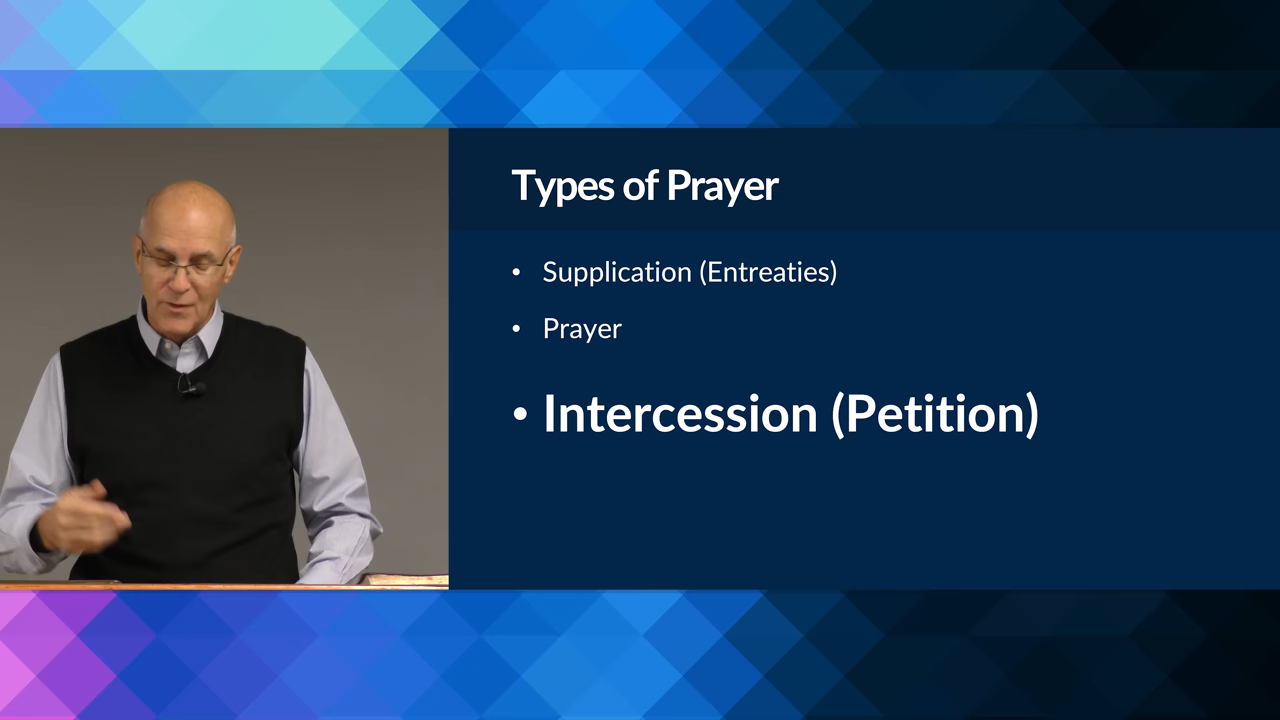 Types of Prayer
• Supplication (Entreaties)
• Prayer
• Intercession (Petition)